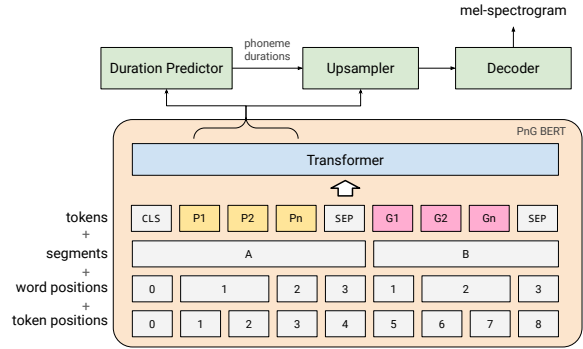 mel-spectrogram
phoneme
durations
Duration Predictor
Upsampler
Decoder
PnG BERT
Transformer
tokens CLS P1 P2 Pn SEP G1 G2 Gn SEP
+
segments A B
+
word positions 0 1 2 3 1 2 3
+
token positions 0 1 2 3 4 5 6 7 8